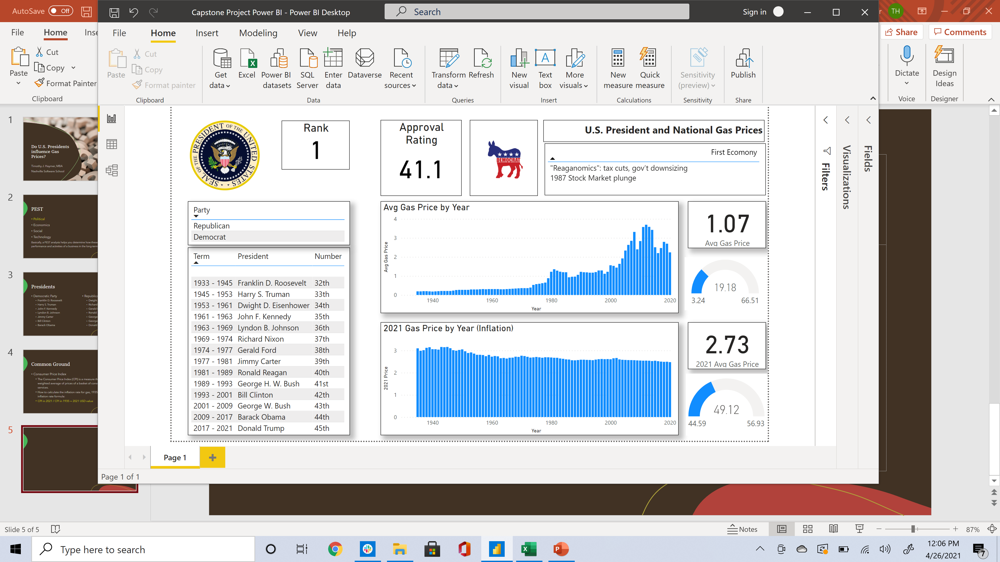 AutoSave Off
File Home Inse
Paste
Cut
Copy
Format Painter
Clipboard
Capstone Project Power BI - Power BI Desktop
Search
Sign in
TH
Share
Comments
File Home Insert Modeling View Help
Paste
Cut
Copy
Format painter
Clipboard
Get data
Excel
Power BI datasets
SQL Server
Enter data
Dataverse
Recent sources
Data
Transform data
Refresh
Queries
New visual
Text box
More visuals
Insert
New measure
Quick measure
Calculations
Sensitivity (preview)
Sensitivity
Publish
Share
Dictate
Voice
Design Ideas
Designer
1
Do U.S. Presidents
influence Gas
Prices?
Timothy J. Haymer, MBA
Nashville Software School
2
PEST
• Political
• Economics
• Social
• Technology
Basically, a PEST analysis helps you determine how these
performance and activities of a business in the long-term
3
Presidents
• Democratic Party
• Franklin D. Roosevelt
• Harry S. Truman
• John F. Kennedy
• Lyndon B. Johnson
• Jimmy Carter
• Bill Clinton
• Barack Obama
• Republica
• Dwight
• Richard
• Gerald
• Ronald
• George
• George
• Donald
4
Common Ground
• Consumer Price Index
• The Consumer Price Index (CPI) is a measure th
weighted average of prices of a basket of cons
services.
• How to calculate the inflation rate for gas, 1935
inflation rate formula:
• CPI in 2021 / CPI in 1935 ~ 2021 USD value
5
SEAL OF THE PRESIDENT OF THE UNITED STATES
Rank
1
Approval
Rating
41.1
DEMOCRAT
U.S. President and National Gas Prices
First Ecomony
"Reaganomics": tax cuts, gov't downsizing
1987 Stock Market plunge
Party
Republican
Democrat
Term President Number
1933 - 1945 Franklin D. Roosevelt 32th
1945 - 1953 Harry S. Truman 33th
1953 - 1961 Dwight D. Eisenhower 34th
1961 - 1963 John F. Kennedy 35th
1963 - 1969 Lyndon B. Johnson 36th
1969 - 1974 Richard Nixon 37th
1974 - 1977 Gerald Ford 38th
1977 - 1981 Jimmy Carter 39th
1981 - 1989 Ronald Reagan 40th
1989 - 1993 George H. W. Bush 41st
1993 - 2001 Bill Clinton 42th
2001 - 2009 George W. Bush 43th
2009 - 2017 Barack Obama 44th
2017 - 2021 Donald Trump 45th
Avg Gas Price by Year
Avg Gas Price
4
3
2
1
0
1940 1960 1980 2000 2020
Year
1.07
Avg Gas Price
19.18
3.24 66.51
2021 Gas Price by Year (Inflation)
2021 Price
3
2
1
0
1940 1960 1980 2000 2020
Year
2.73
2021 Avg Gas Price
49.12
44.59 56.93
Filters
Visualizations
Fields
Page 1
Page 1 of 1
Slide 5 of 5
Notes
87%
Type here to search
12:06 PM
4/26/2021
7